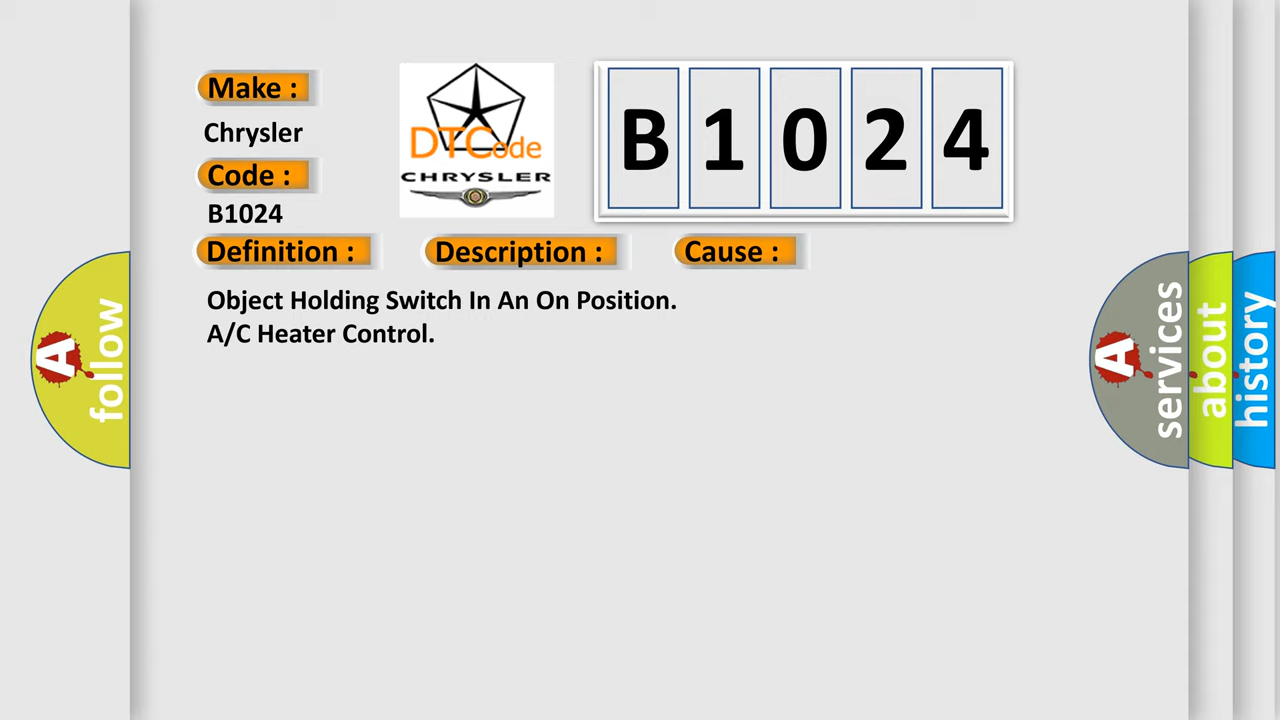 Make :
Chrysler
Code :
B1024
DTCode
CHRYSLER
B 1 0 2 4
Definition :
Description :
Cause :
Object Holding Switch In An On Position.
A/C Heater Control.
A
follow
A
services
about
history